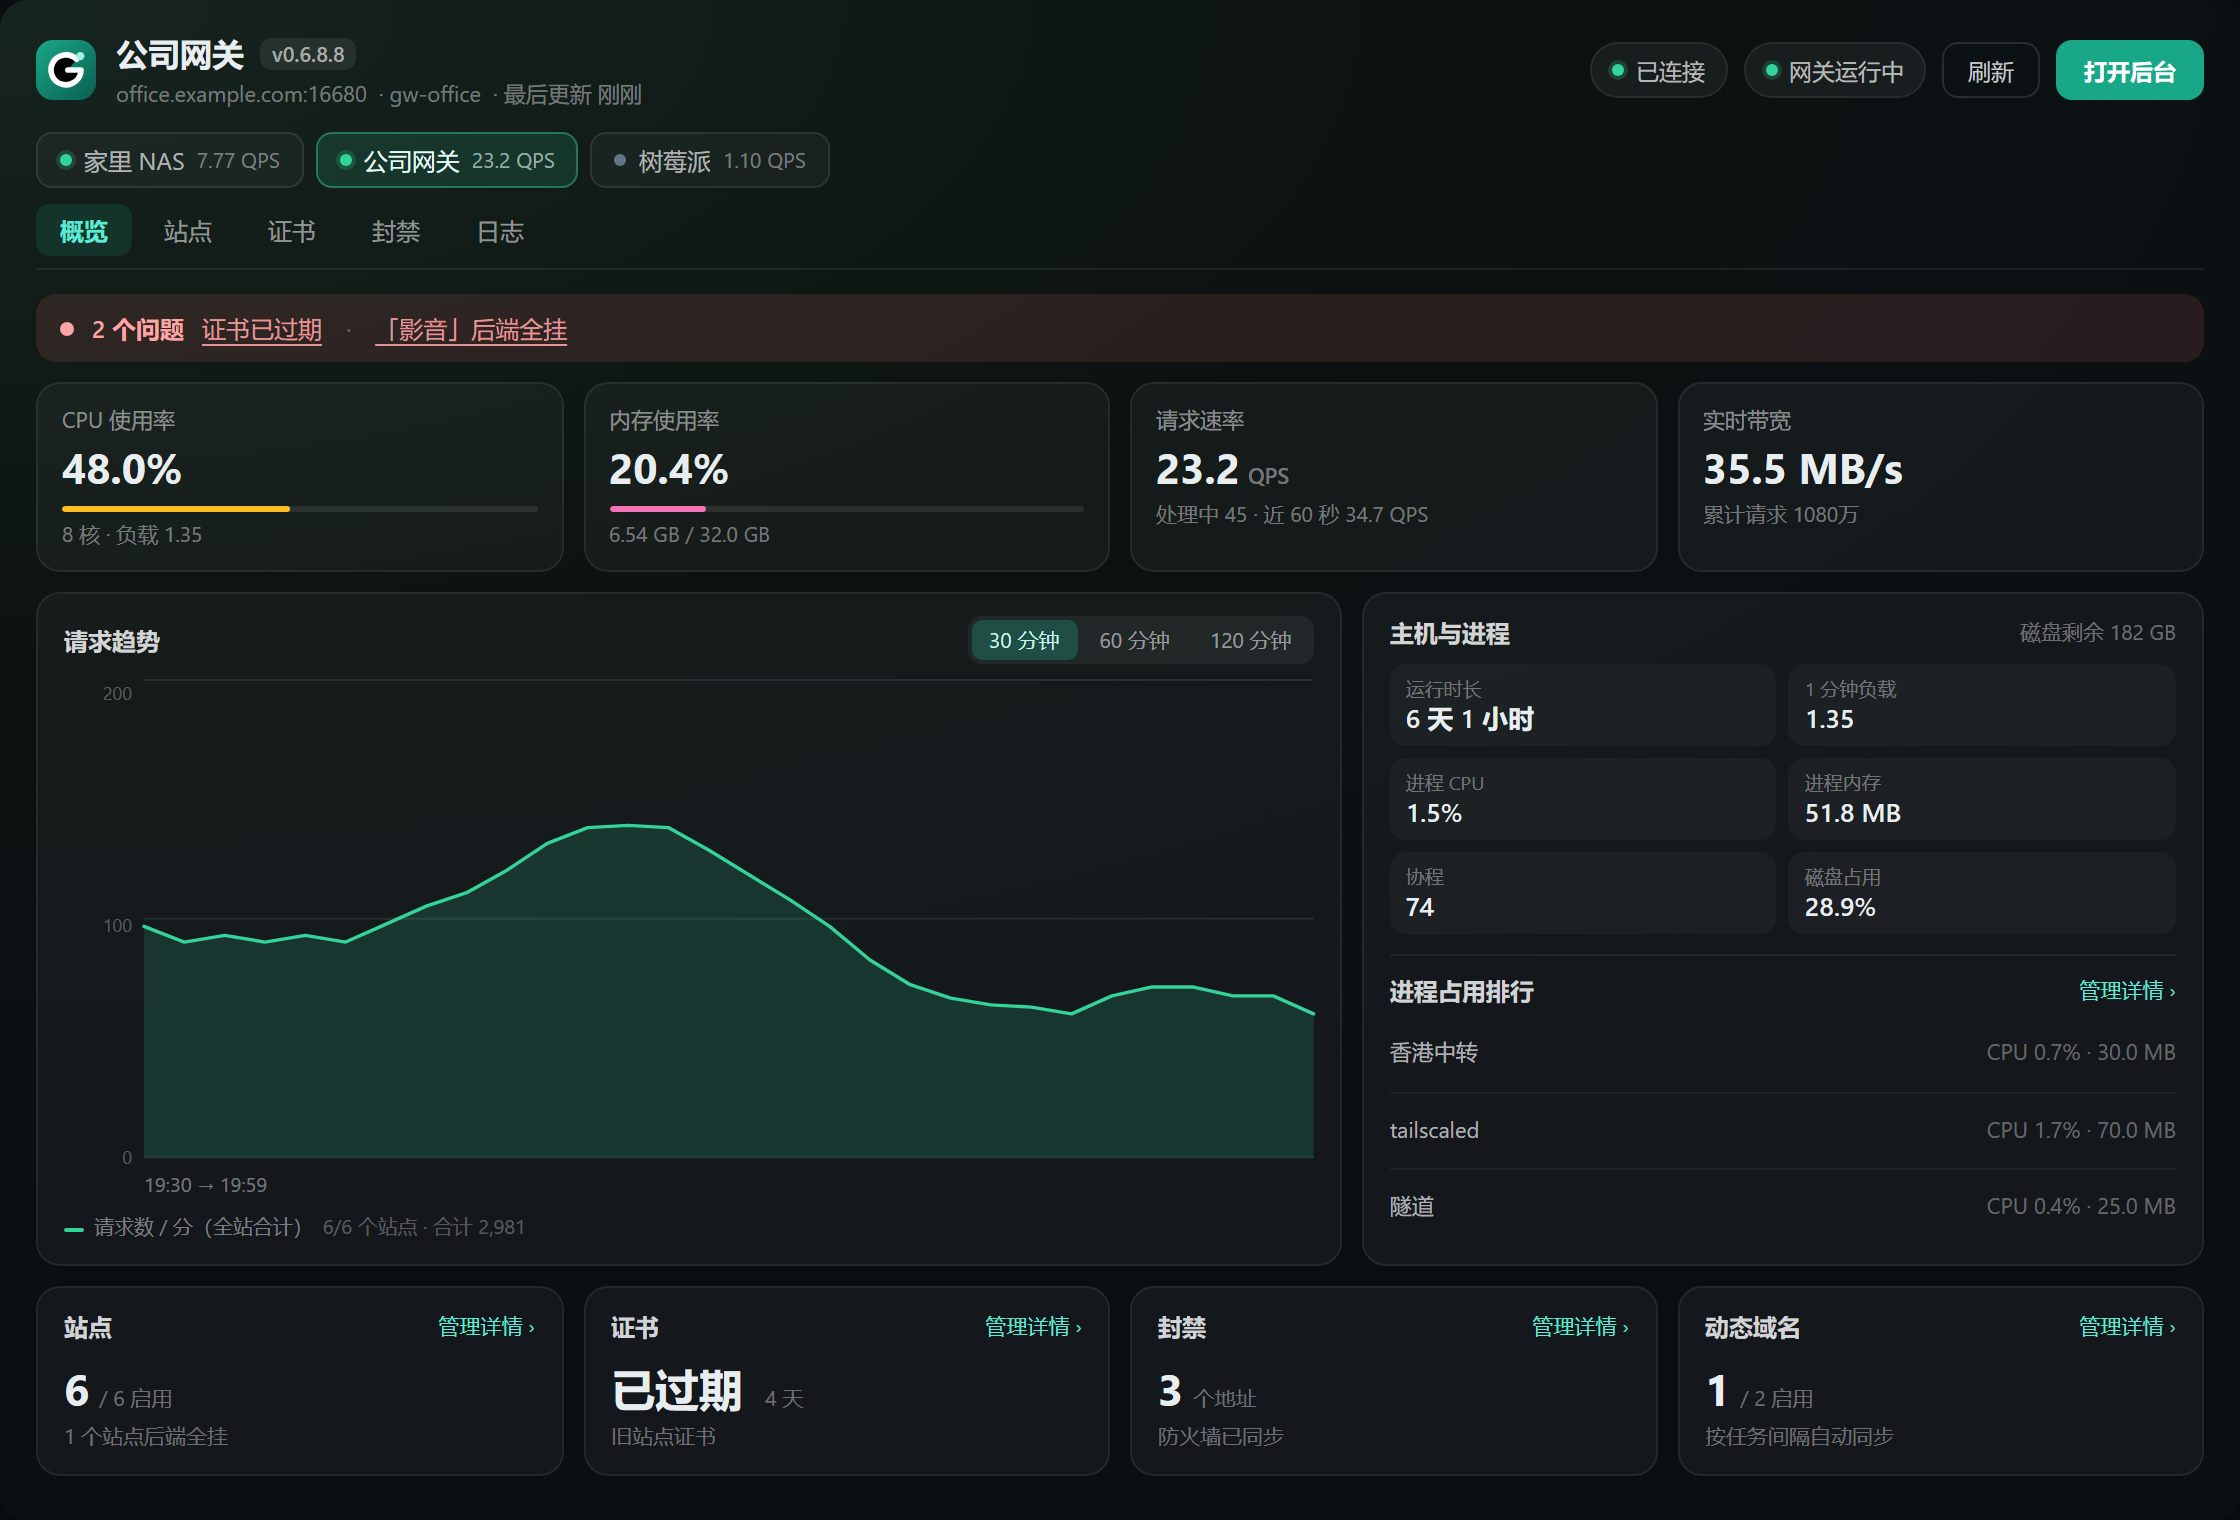 公司网关 v0.6.8.8
office.example.com:16680 · gw-office · 最后更新 刚刚
已连接
网关运行中
刷新
打开后台
家里 NAS 7.77 QPS
公司网关 23.2 QPS
树莓派 1.10 QPS
概览
站点
证书
封禁
日志
2 个问题 证书已过期 · 「影音」后端全挂
CPU 使用率
48.0%
8 核 · 负载 1.35
内存使用率
20.4%
6.54 GB / 32.0 GB
请求速率
23.2 QPS
处理中 45 · 近 60 秒 34.7 QPS
实时带宽
35.5 MB/s
累计请求 1080万
请求趋势
30 分钟
60 分钟
120 分钟
200
100
0
19:30 → 19:59
请求数 / 分（全站合计） 6/6 个站点 · 合计 2,981
主机与进程
磁盘剩余 182 GB
运行时长
6 天 1 小时
1 分钟负载
1.35
进程 CPU
1.5%
进程内存
51.8 MB
协程
74
磁盘占用
28.9%
进程占用排行
管理详情 ›
香港中转
CPU 0.7% · 30.0 MB
tailscaled
CPU 1.7% · 70.0 MB
隧道
CPU 0.4% · 25.0 MB
站点
管理详情 ›
6 / 6 启用
1 个站点后端全挂
证书
管理详情 ›
已过期 4 天
旧站点证书
封禁
管理详情 ›
3 个地址
防火墙已同步
动态域名
管理详情 ›
1 / 2 启用
按任务间隔自动同步